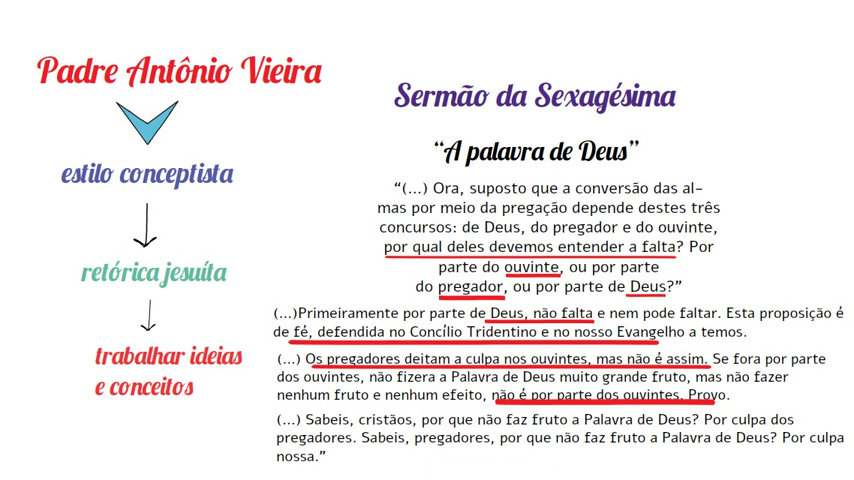 Padre Antônio Vieira
estilo conceptista
retórica jesuíta
trabalhar ideias
e conceitos
Sermão da Sexagésima
“A palavra de Deus”
“(...) Ora, suposto que a conversão das al-
mas por meio da pregação depende destes três
concursos: de Deus, do pregador e do ouvinte,
por qual deles devemos entender a falta? Por
parte do ouvinte, ou por parte
do pregador, ou por parte de Deus?”
(...)Primeiramente por parte de Deus, não falta e nem pode faltar. Esta proposição é
de fé, defendida no Concílio Tridentino e no nosso Evangelho a temos.
(...) Os pregadores deitam a culpa nos ouvintes, mas não é assim. Se fora por parte
dos ouvintes, não fizera a Palavra de Deus muito grande fruto, mas não fazer
nenhum fruto e nenhum efeito, não é por parte dos ouvintes. Provo.
(...) Sabeis, cristãos, por que não faz fruto a Palavra de Deus? Por culpa dos
pregadores. Sabeis, pregadores, por que não faz fruto a Palavra de Deus? Por culpa
nossa.”